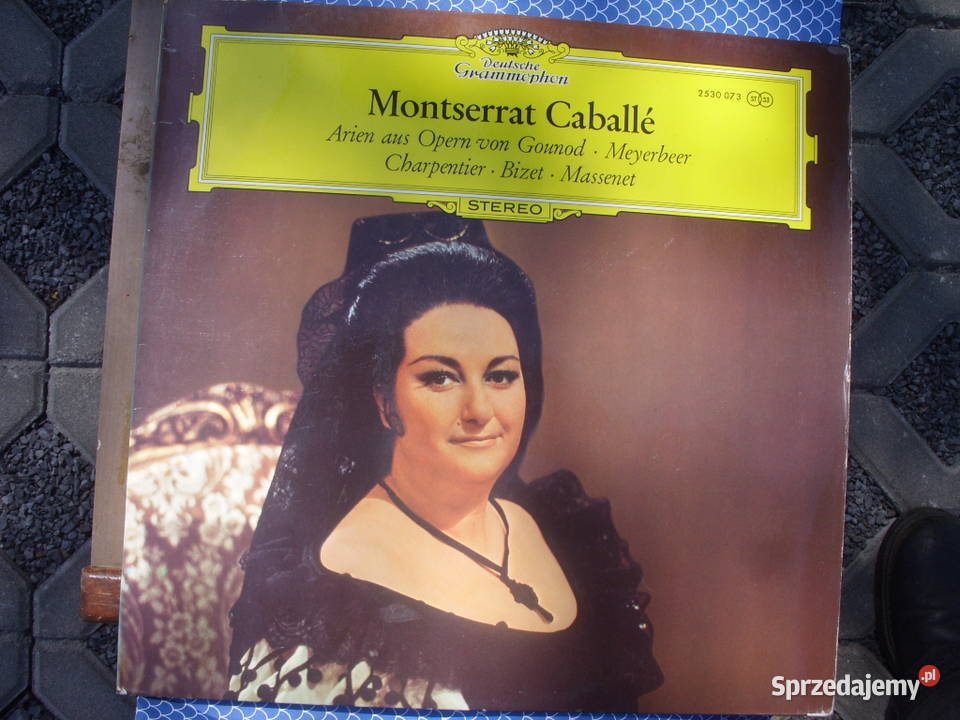 Deutsche
Grammophon
2530 073 ST 33
Montserrat Caballé
Arien aus Opern von Gounod · Meyerbeer
Charpentier · Bizet · Massenet
STEREO
Sprzedajemy.pl